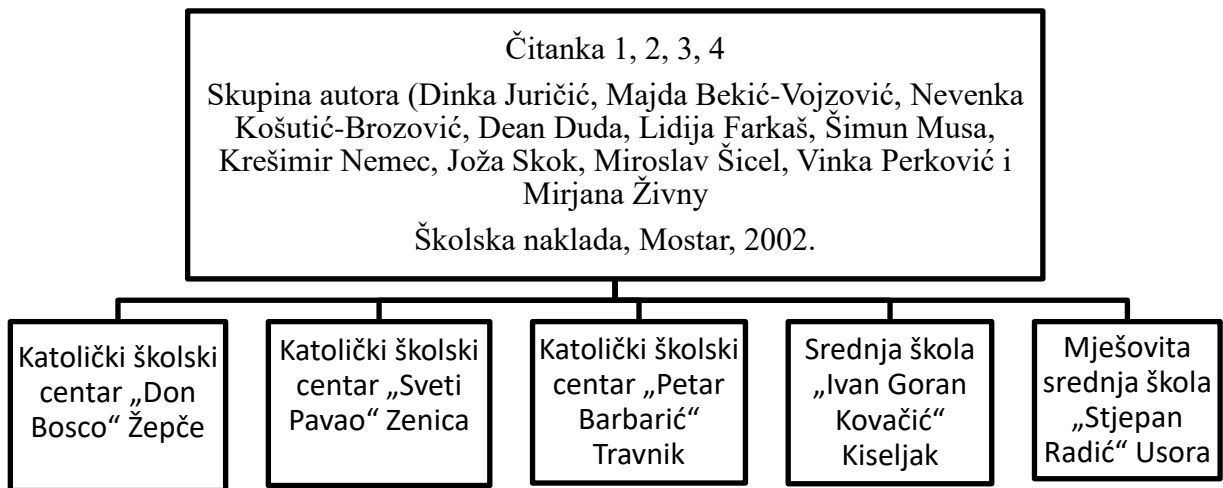 Čitanka 1, 2, 3, 4
Skupina autora (Dinka Juričić, Majda Bekić-Vojzović, Nevenka
Košutić-Brozović, Dean Duda, Lidija Farkaš, Šimun Musa,
Krešimir Nemec, Joža Skok, Miroslav Šicel, Vinka Perković i
Mirjana Živny
Školska naklada, Mostar, 2002.
Katolički školski
centar „Don
Bosco“ Žepče
Katolički školski
centar „Sveti
Pavao“ Zenica
Katolički školski
centar „Petar
Barbarić“
Travnik
Srednja škola
„Ivan Goran
Kovačić“
Kiseljak
Mješovita
srednja škola
„Stjepan
Radić“ Usora